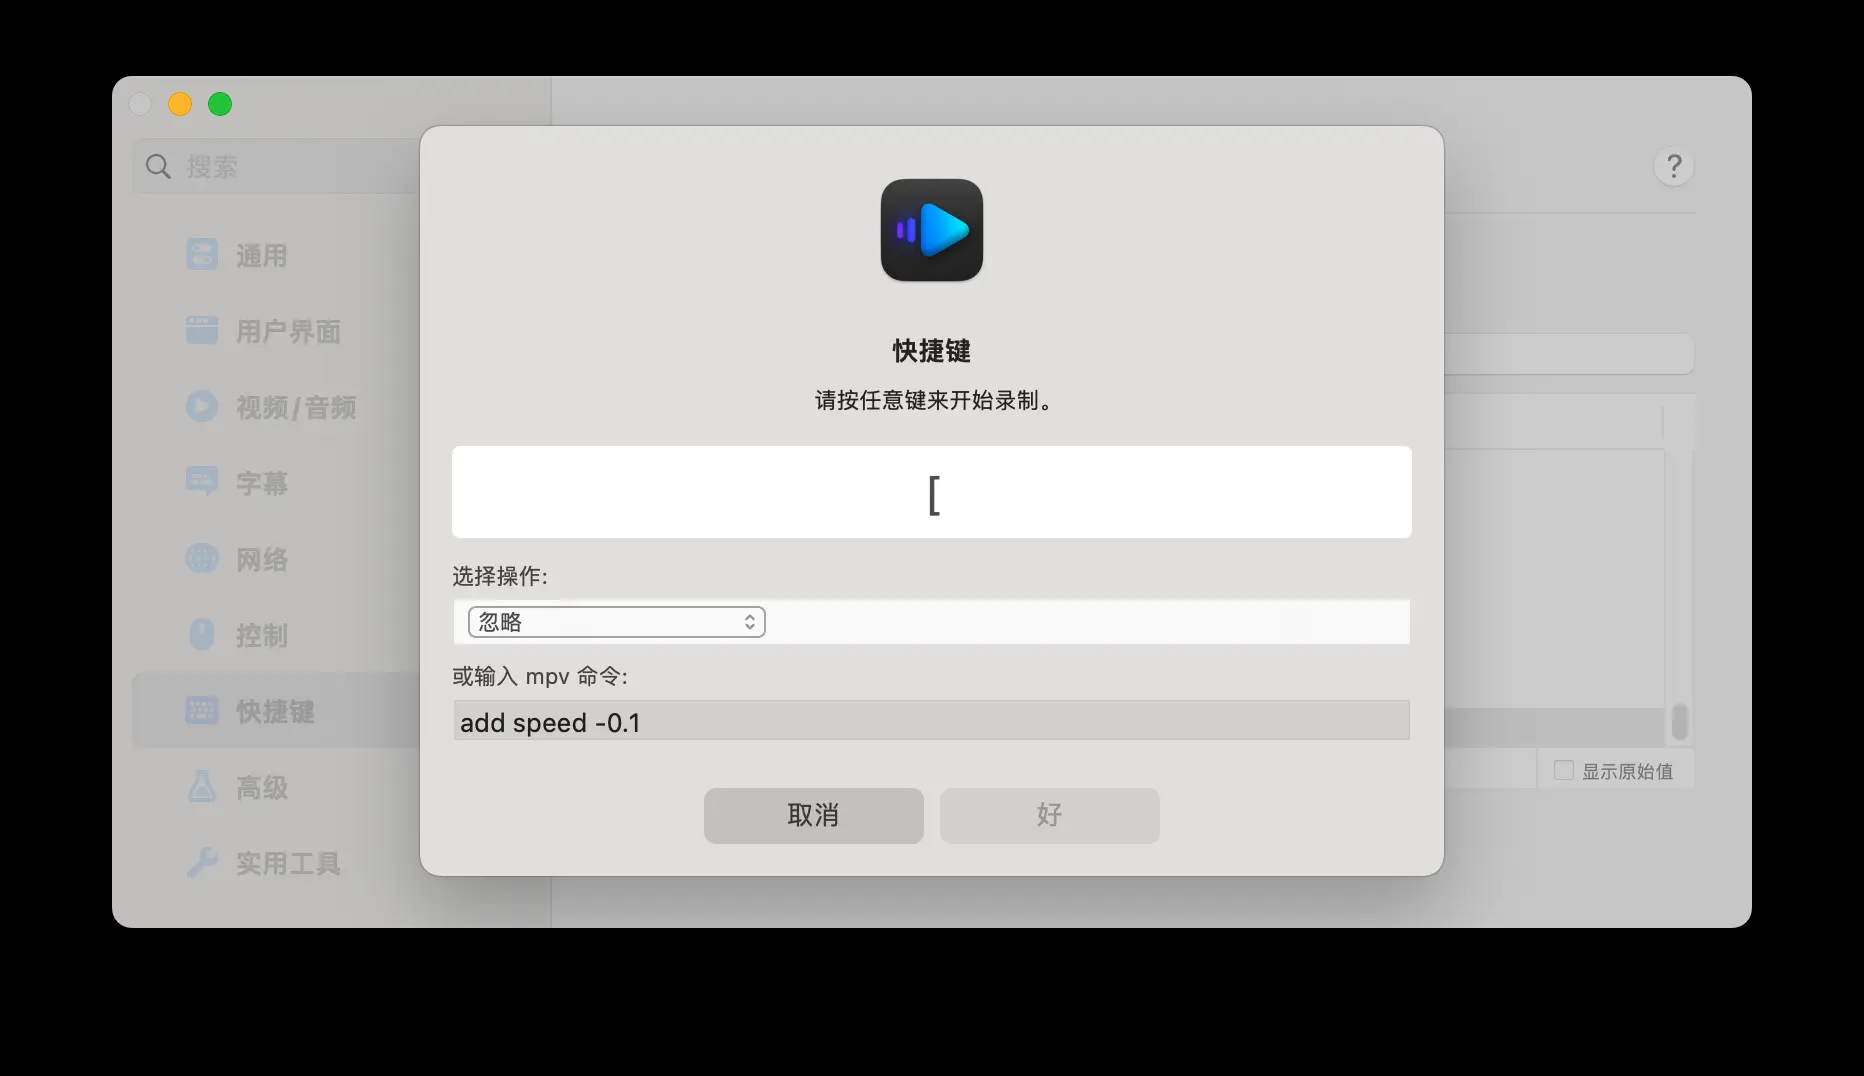 搜索
通用
用户界面
视频/音频
字幕
网络
控制
快捷键
高级
实用工具
?
快捷键
请按任意键来开始录制。
[
选择操作:
忽略
或输入 mpv 命令:
add speed -0.1
取消
好
显示原始值